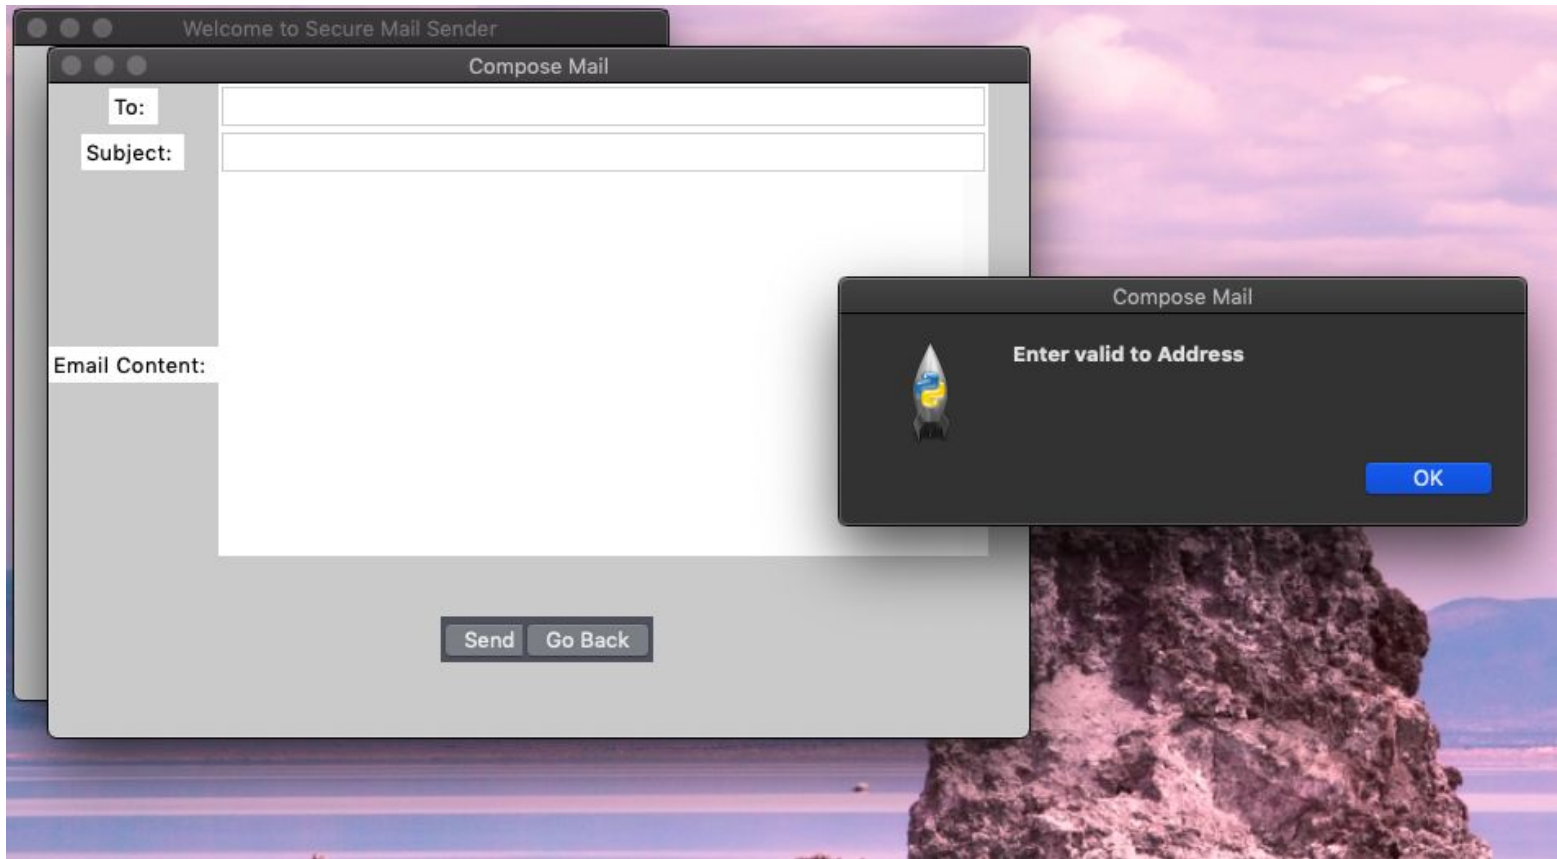 Welcome to Secure Mail Sender
Compose Mail
To:
Subject:
Email Content:
Send
Go Back
Compose Mail
Enter valid to Address
OK